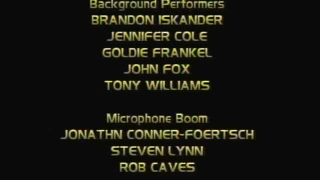 Background Performers
BRANDON ISKANDER
JENNIFER COLE
GOLDIE FRANKEL
JOHN FOX
TONY WILLIAMS
Microphone Boom
JONATHN CONNER-FOERTSCH
STEVEN LYNN
ROB CAVES